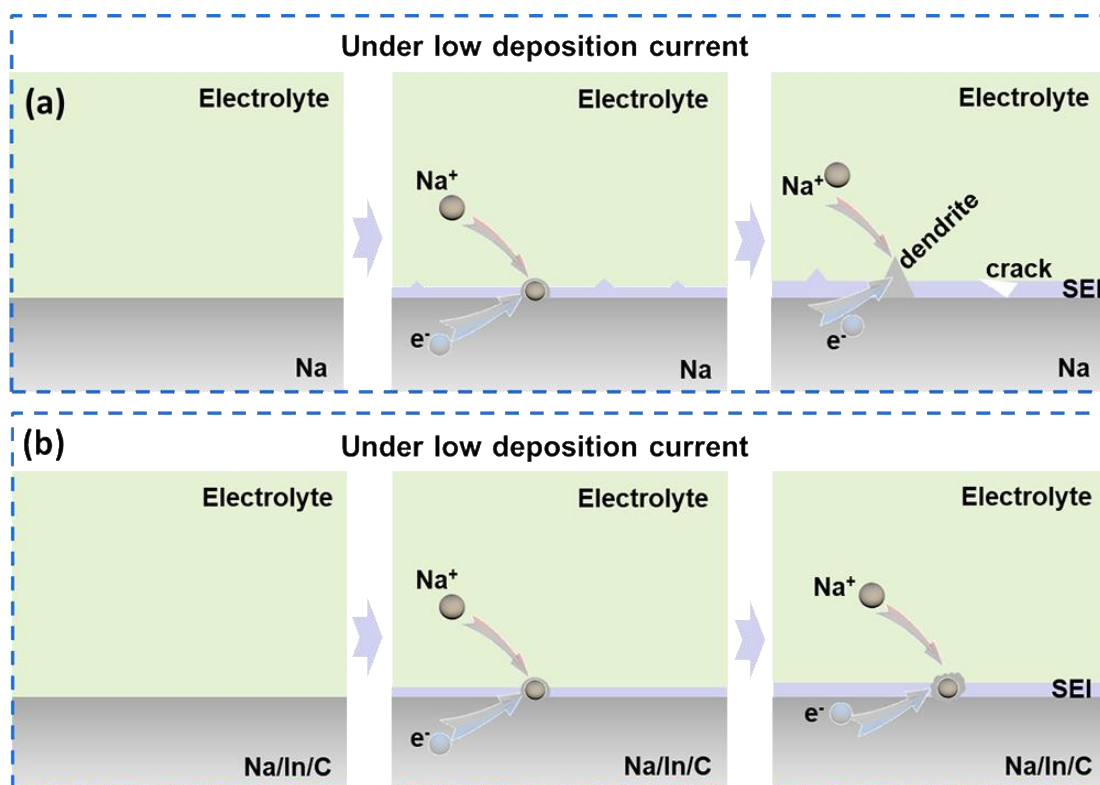 Under low deposition current
(a)
Electrolyte
Na
Electrolyte
Na⁺
e⁻
Na
Electrolyte
Na⁺
dendrite
crack
SEI
e⁻
Na
(b)
Under low deposition current
Electrolyte
Na/In/C
Electrolyte
Na⁺
e⁻
Na/In/C
Electrolyte
Na⁺
SEI
e⁻
Na/In/C